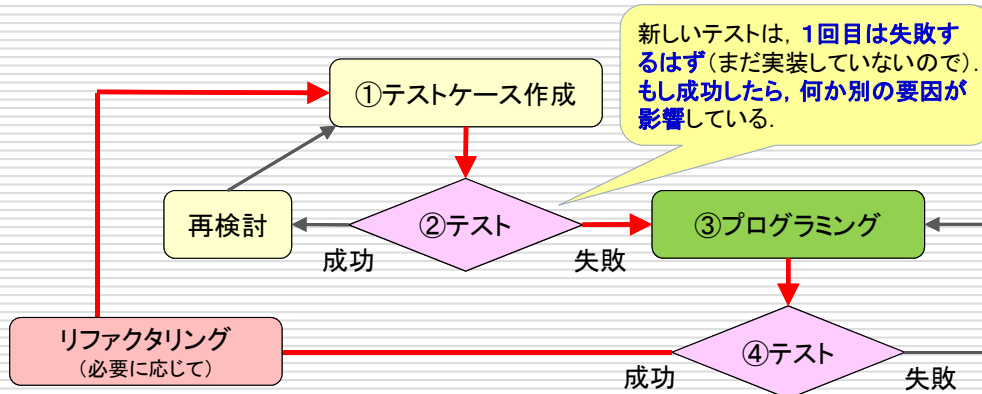 新しいテストは，１回目は失敗す
るはず（まだ実装していないので）．
もし成功したら，何か別の要因が
影響している．
①テストケース作成
再検討
②テスト
③プログラミング
成功
失敗
リファクタリング
（必要に応じて）
④テスト
成功
失敗